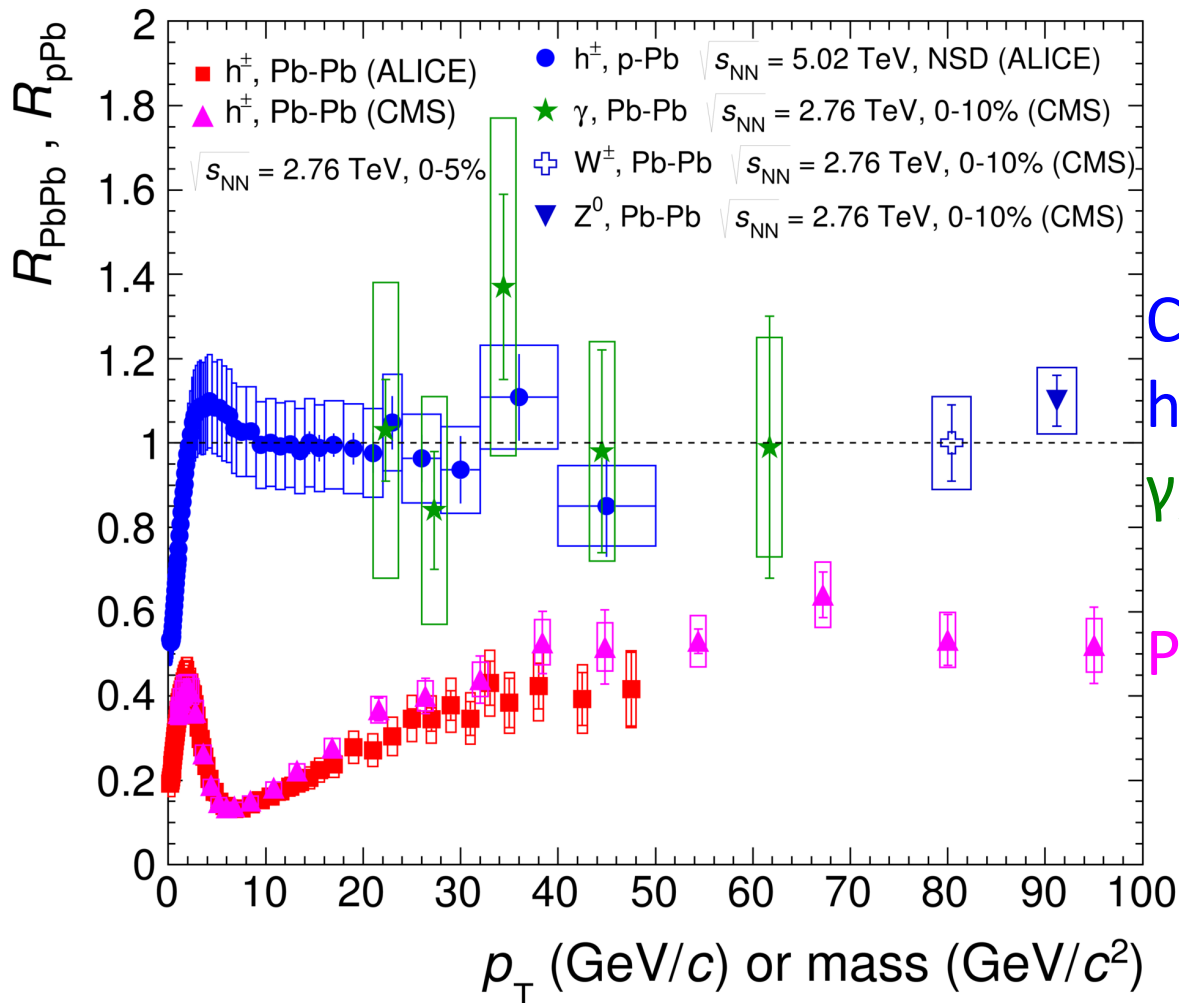 R_PbPb , R_pPb
h±, Pb-Pb (ALICE)
h±, Pb-Pb (CMS)
√s_NN = 2.76 TeV, 0-5%
h±, p-Pb √s_NN = 5.02 TeV, NSD (ALICE)
γ, Pb-Pb √s_NN = 2.76 TeV, 0-10% (CMS)
W±, Pb-Pb √s_NN = 2.76 TeV, 0-10% (CMS)
Z⁰, Pb-Pb √s_NN = 2.76 TeV, 0-10% (CMS)
2
1.8
1.6
1.4
1.2
1
0.8
0.6
0.4
0.2
0
0 10 20 30 40 50 60 70 80 90 100
p_T (GeV/c) or mass (GeV/c²)
C
h
γ
P